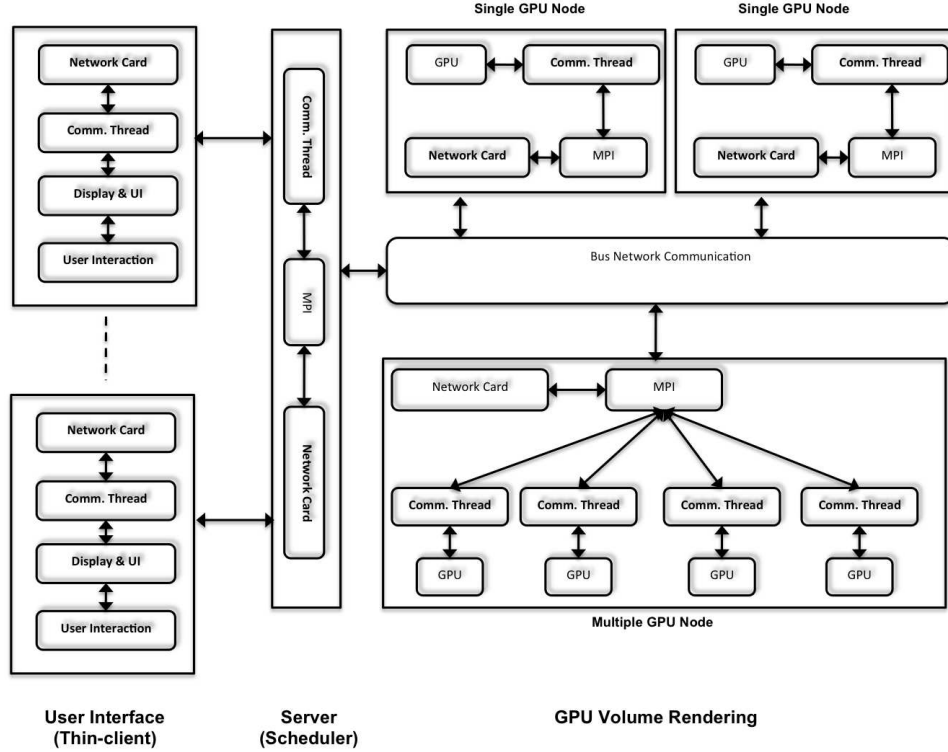 Single GPU Node
Single GPU Node
Network Card
Comm. Thread
Display & UI
User Interaction
Network Card
Comm. Thread
Display & UI
User Interaction
Comm. Thread
MPI
Network Card
GPU
Comm. Thread
Network Card
MPI
GPU
Comm. Thread
Network Card
MPI
Bus Network Communication
Network Card
MPI
Comm. Thread
Comm. Thread
Comm. Thread
Comm. Thread
GPU
GPU
GPU
GPU
Multiple GPU Node
User Interface
(Thin-client)
Server
(Scheduler)
GPU Volume Rendering